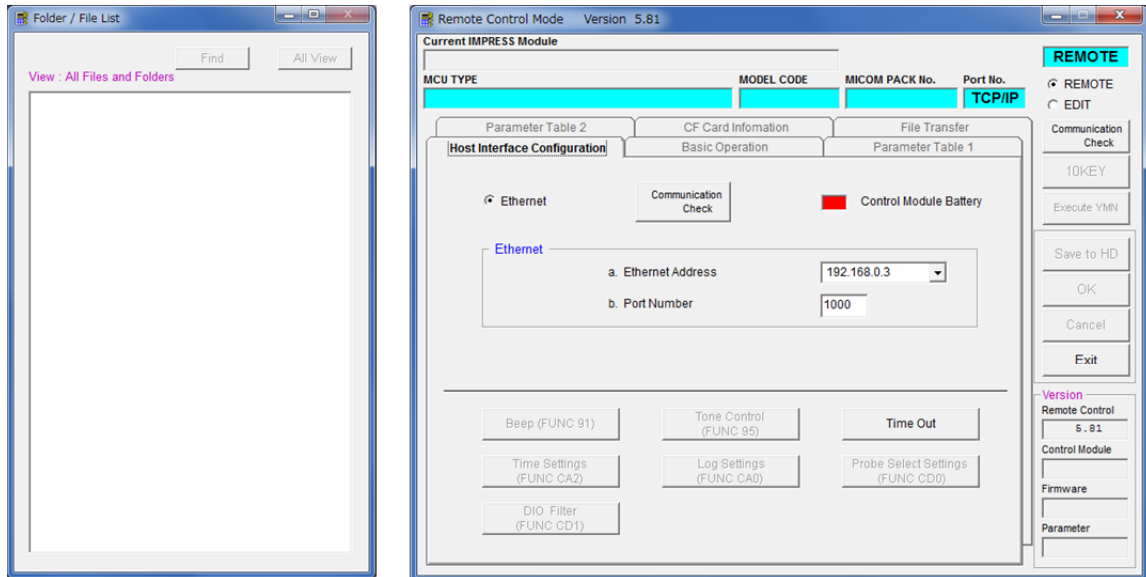 Folder / File List
Find
All View
View : All Files and Folders
Remote Control Mode Version 5.81
Current IMPRESS Module
REMOTE
MCU TYPE
MODEL CODE
MICOM PACK No.
Port No.
TCP/IP
REMOTE
EDIT
Parameter Table 2
CF Card Infomation
File Transfer
Host Interface Configuration
Basic Operation
Parameter Table 1
Ethernet
Communication
Check
Control Module Battery
Ethernet
a. Ethernet Address
192.168.0.3
b. Port Number
1000
Beep (FUNC 91)
Tone Control
(FUNC 95)
Time Out
Time Settings
(FUNC CA2)
Log Settings
(FUNC CA0)
Probe Select Settings
(FUNC CD0)
DIO Filter
(FUNC CD1)
Communication
Check
10KEY
Execute YMN
Save to HD
OK
Cancel
Exit
Version
Remote Control
5.81
Control Module
Firmware
Parameter